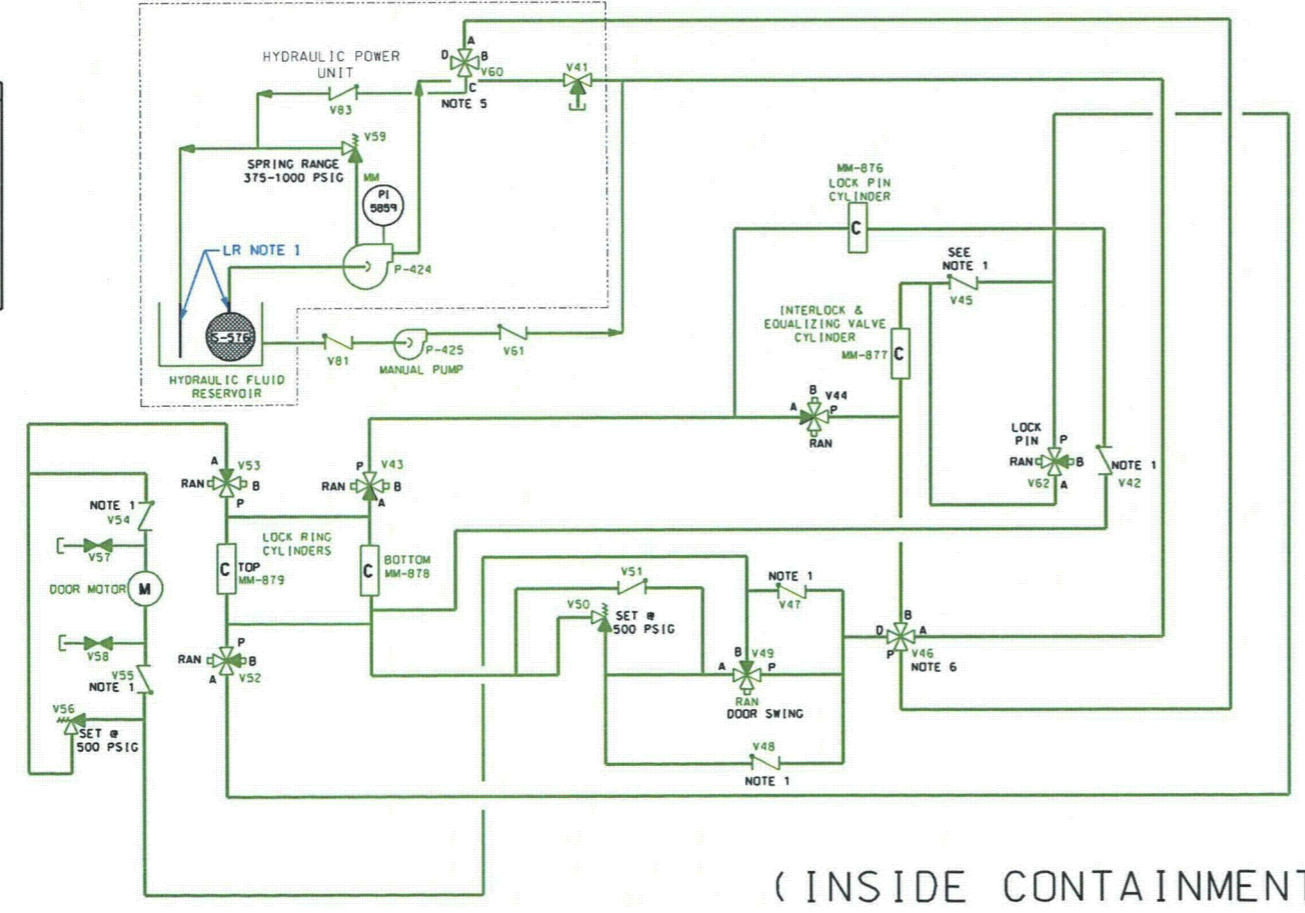 HYDRAULIC POWER
UNIT
V83
A
D
B
V60
C
NOTE 5
V41
V59
SPRING RANGE
375-1000 PSIG
MM
PI
5859
LR NOTE 1
P-424
S-576
HYDRAULIC FLUID
RESERVOIR
V81
P-425
MANUAL PUMP
V61
MM-876
LOCK PIN
CYLINDER
C
SEE
NOTE 1
V45
INTERLOCK &
EQUALIZING VALVE
CYLINDER
MM-877
C
B
V44
A
P
RAN
LOCK
PIN
P
RAN
B
V62
A
NOTE 1
V42
A
V53
RAN
B
P
P
V43
RAN
B
A
NOTE 1
V54
V57
LOCK RING
CYLINDERS
C
TOP
MM-879
C
BOTTOM
MM-878
DOOR MOTOR
M
V58
V55
NOTE 1
P
RAN
B
A
V52
V56
SET @
500 PSIG
V51
V50
SET @
500 PSIG
NOTE 1
V47
B
V49
A
P
RAN
DOOR SWING
V48
NOTE 1
B
D
A
P
V46
NOTE 6
(INSIDE CONTAINMENT